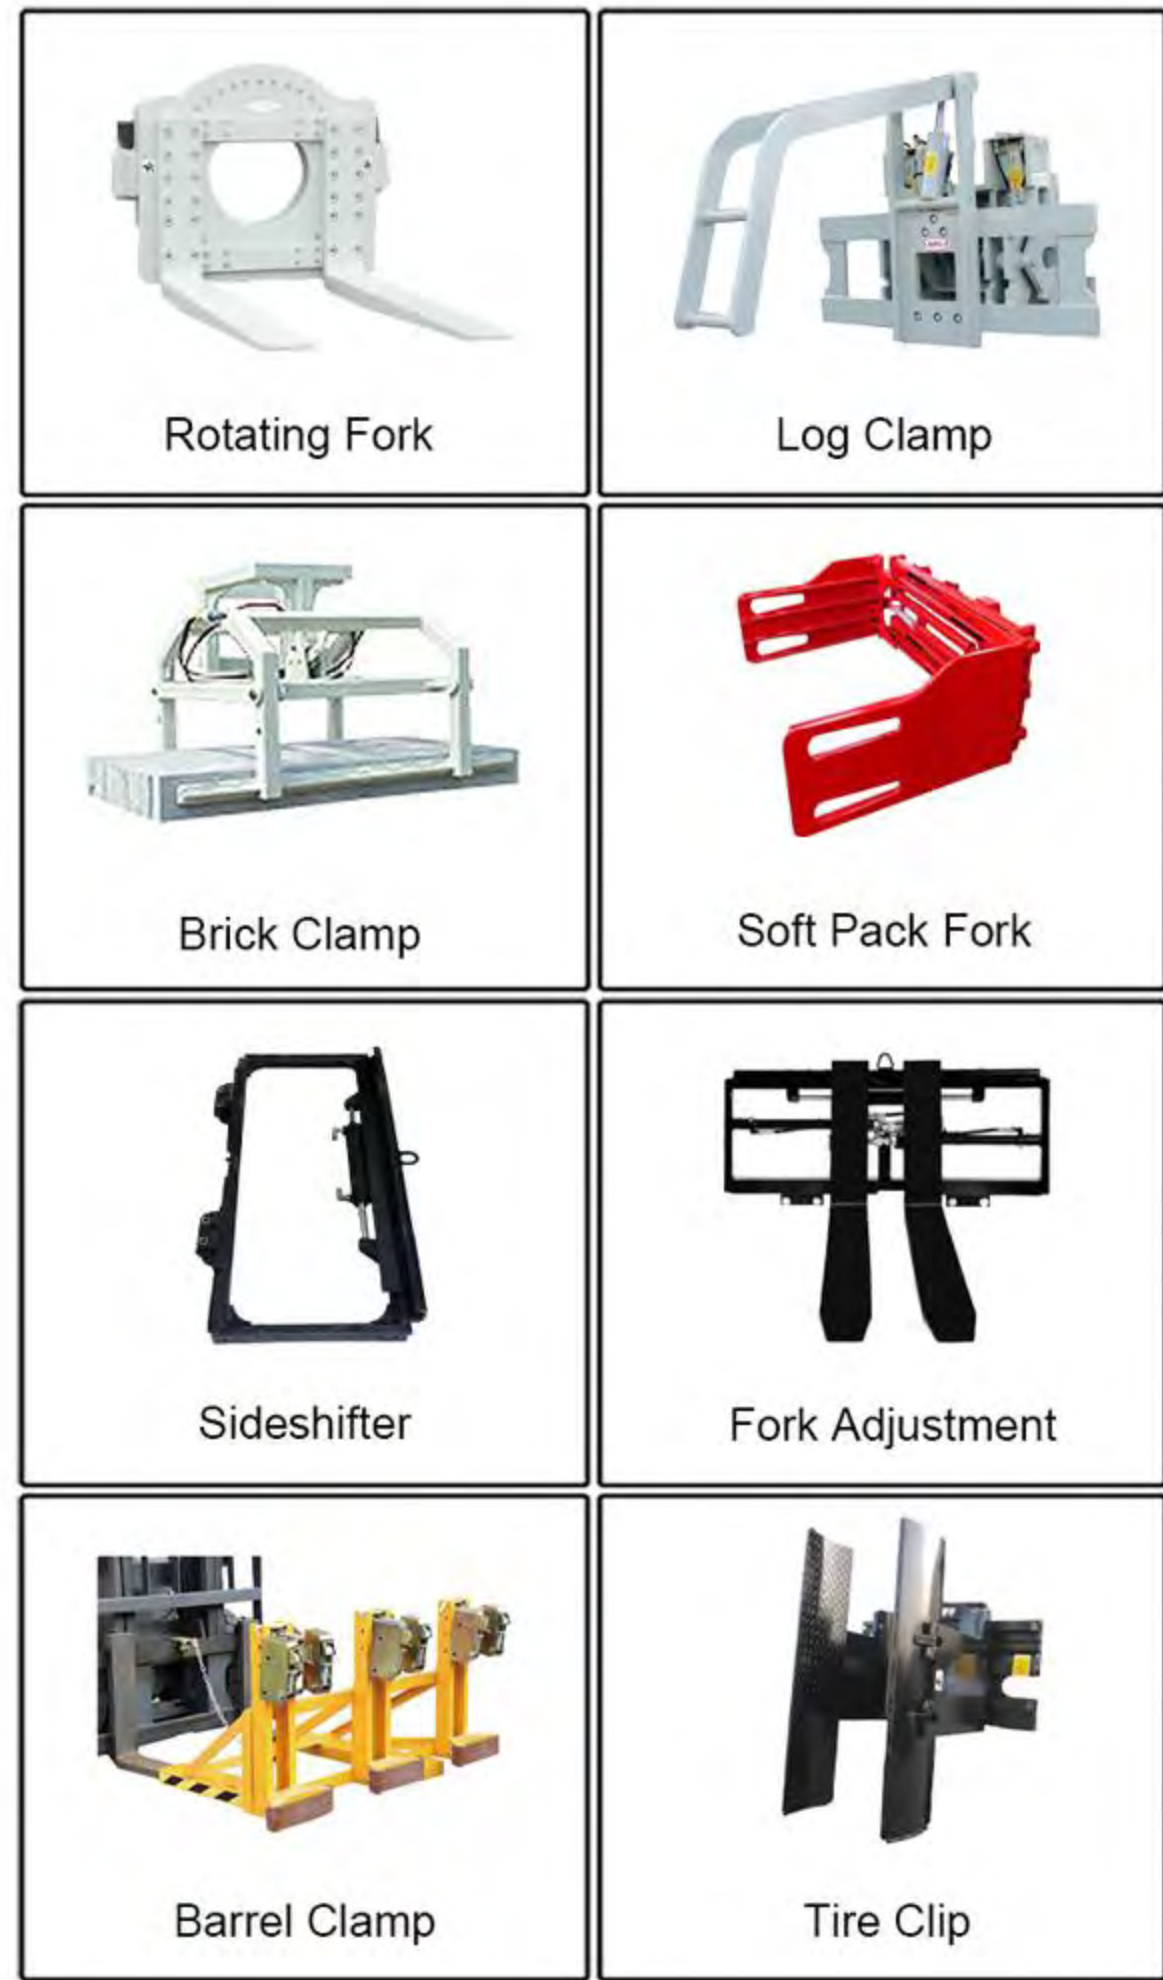 Rotating Fork
Log Clamp
Brick Clamp
Soft Pack Fork
Sideshifter
Fork Adjustment
Barrel Clamp
Tire Clip